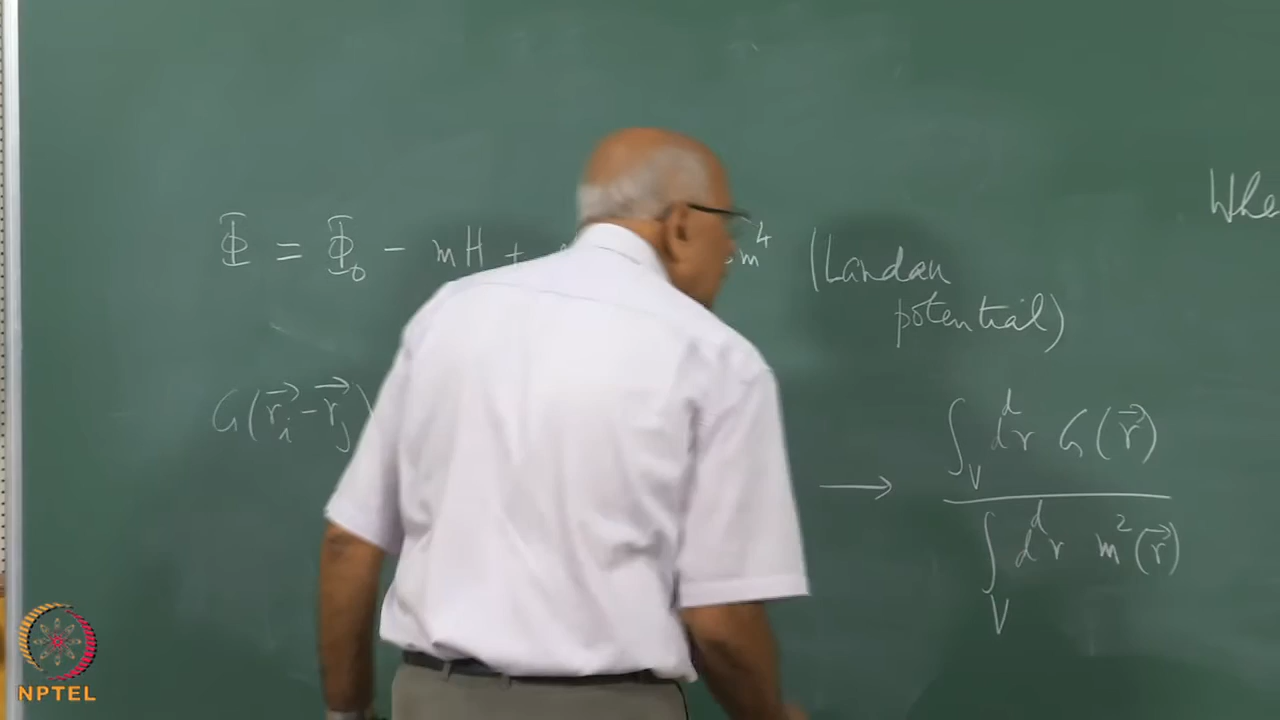 Φ = Φ₀ - mH + m⁴ (Landau
potential)
Whe
G(r⃗ᵢ - r⃗ⱼ)
→ ∫_V dᵈr G(r⃗)
∫_V dᵈr m²(r⃗)
NPTEL